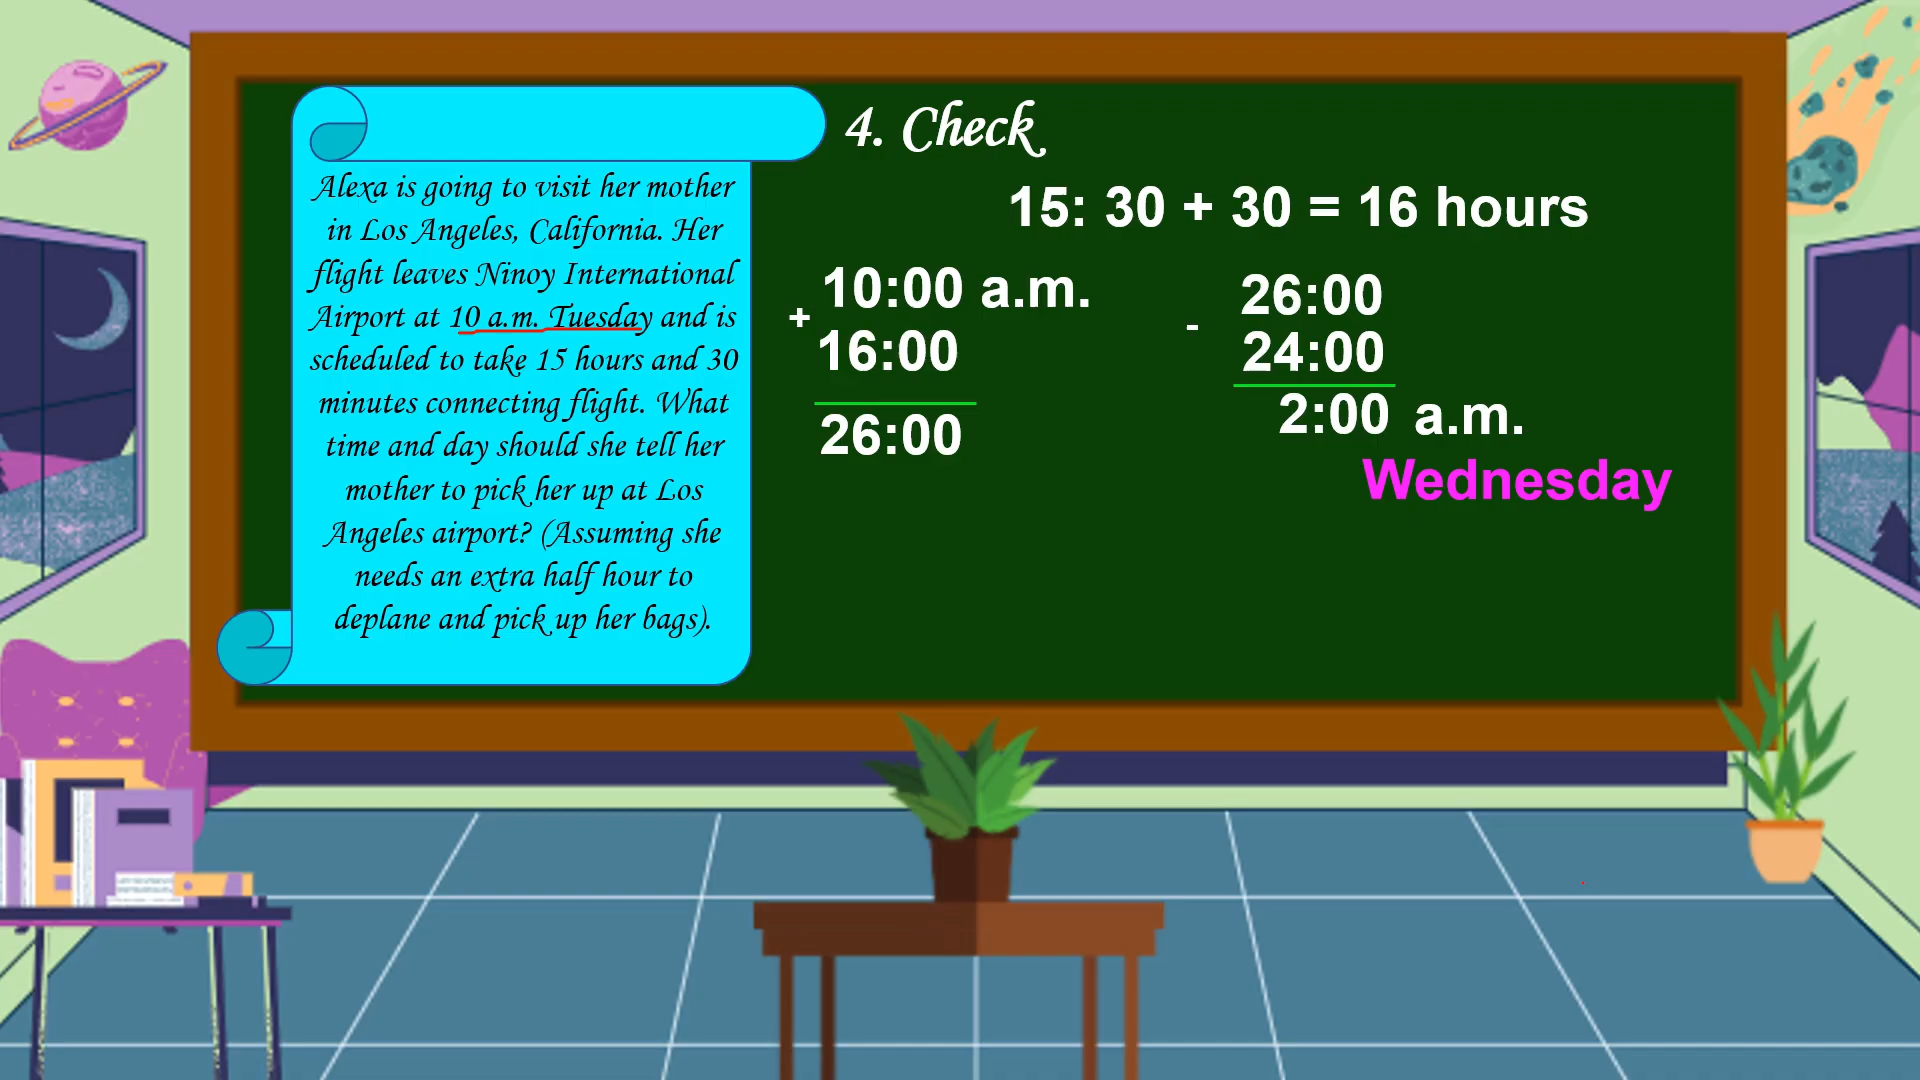 Alexa is going to visit her mother
in Los Angeles, California. Her
flight leaves Ninoy International
Airport at 10 a.m. Tuesday and is
scheduled to take 15 hours and 30
minutes connecting flight. What
time and day should she tell her
mother to pick her up at Los
Angeles airport? (Assuming she
needs an extra half hour to
deplane and pick up her bags).
4. Check
15: 30 + 30 = 16 hours
10:00 a.m.
+
16:00
26:00
26:00
-
24:00
2:00 a.m.
Wednesday